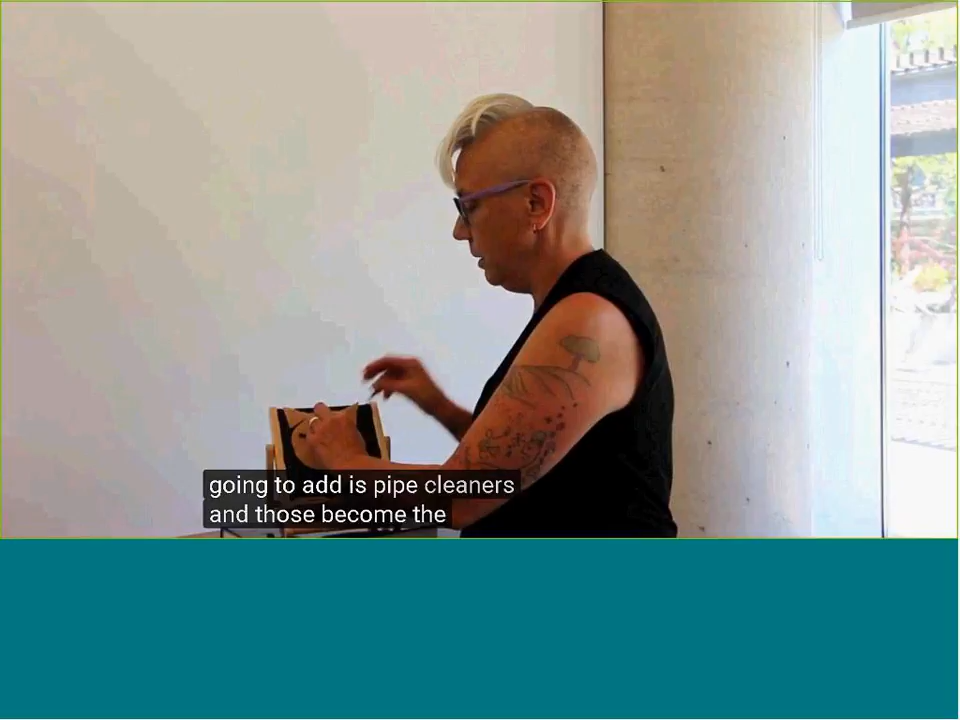 going to add is pipe cleaners
and those become the